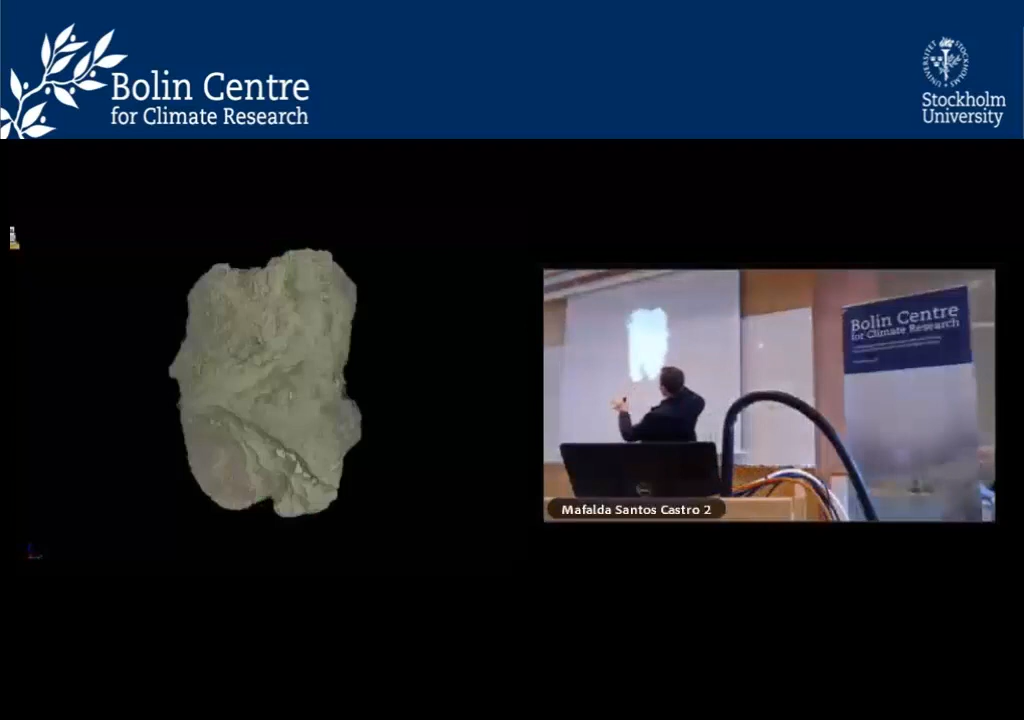 Bolin Centre
for Climate Research
Stockholm
University
Bolin Centre
for Climate Research
Mafalda Santos Castro 2